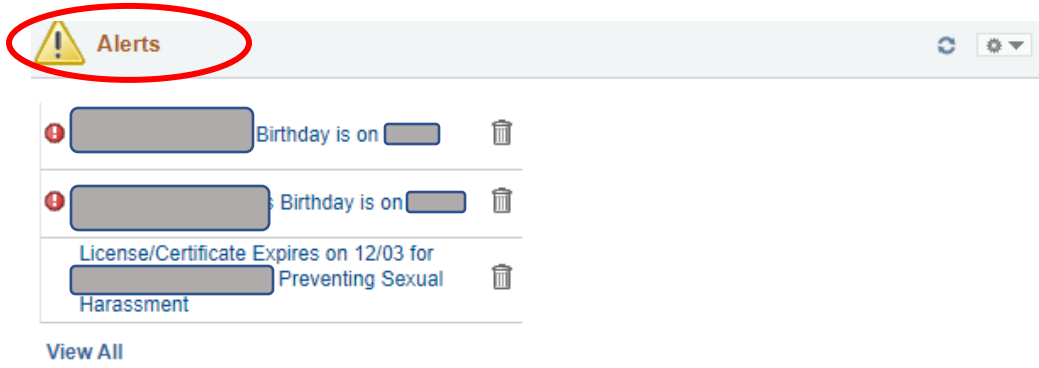 Alerts
Birthday is on
Birthday is on
License/Certificate Expires on 12/03 for
Preventing Sexual
Harassment
View All